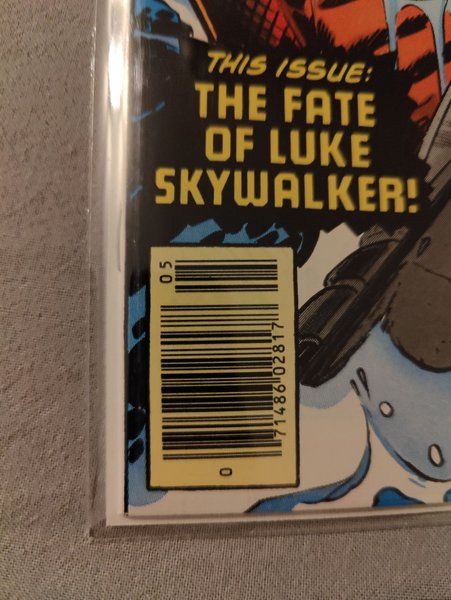 THIS ISSUE:
THE FATE
OF LUKE
SKYWALKER!
05
71486 02817
0